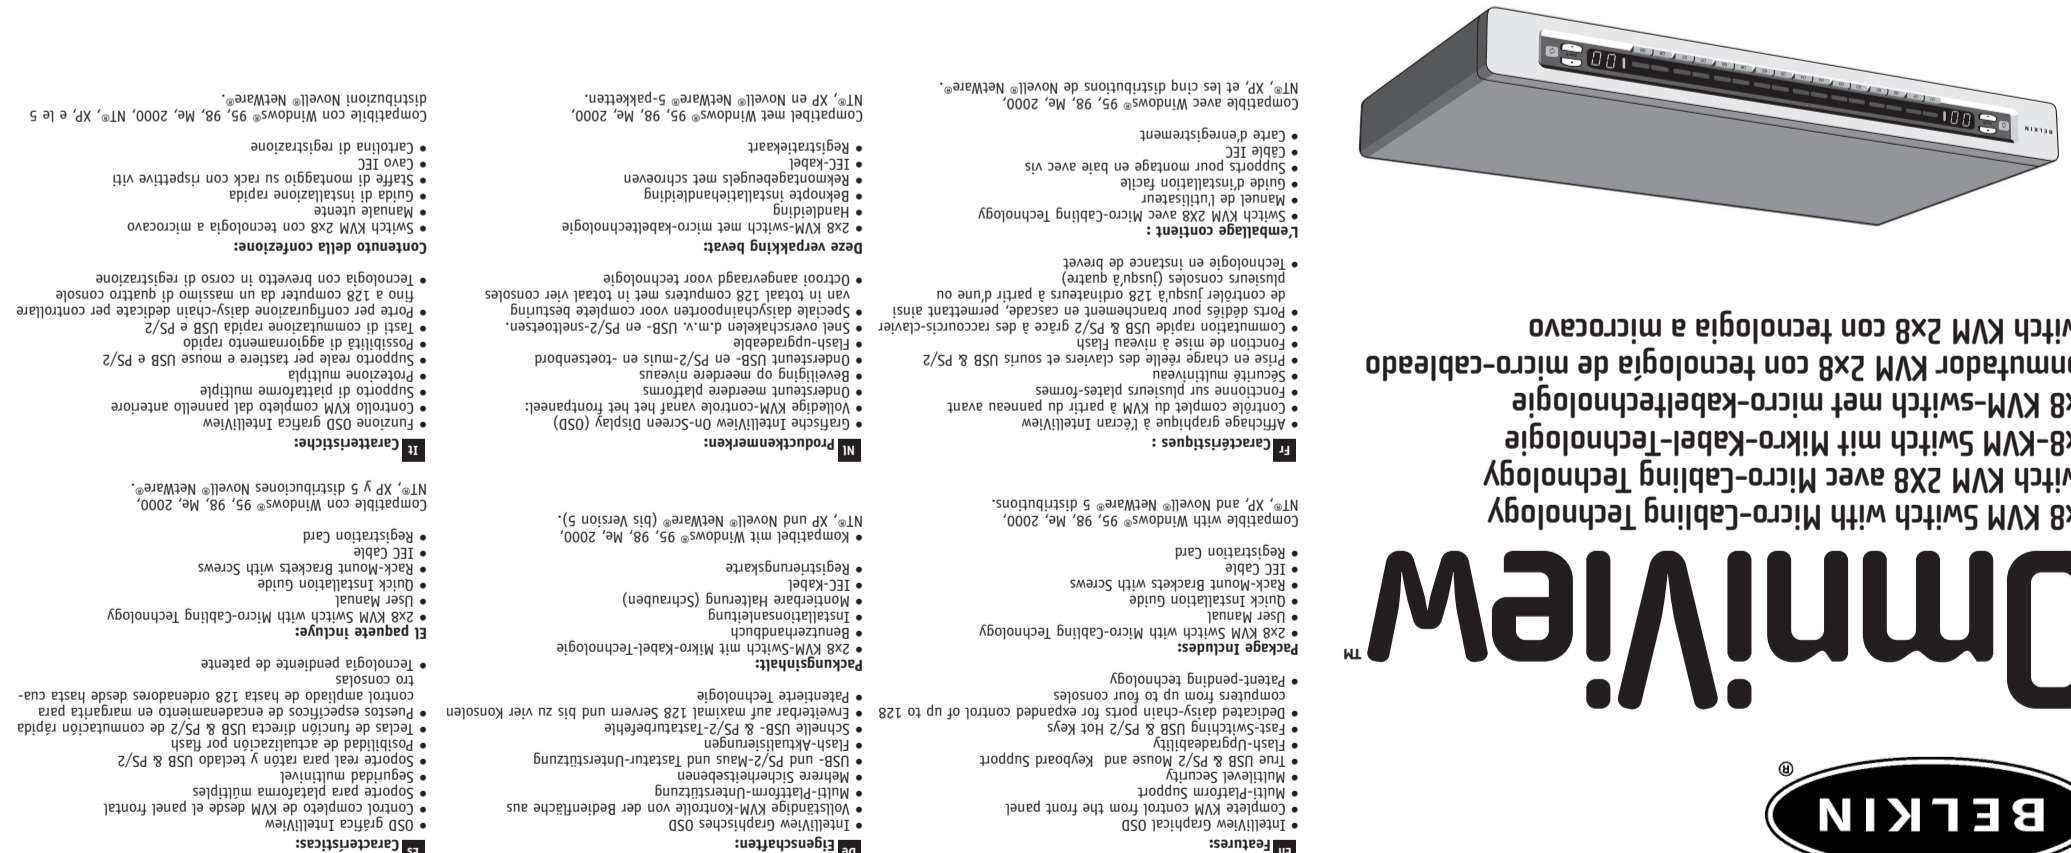 BELKIN®
OmniView™
x8 KVM Switch with Micro-Cabling Technology
witch KVM 2X8 avec Micro-Cabling Technology
x8-KVM Switch mit Mikro-Kabel-Technologie
x8 KVM-switch met micro-kabeltechnologie
onmutador KVM 2x8 con tecnología de micro-cableado
witch KVM 2x8 con tecnologia a microcavo
BELKIN
En Features:
• IntelliView Graphical OSD
• Complete KVM control from the front panel
• Multi-Platform Support
• Multilevel Security
• True USB & PS/2 Mouse and Keyboard Support
• Flash-Upgradeability
• Fast-Switching USB & PS/2 Hot Keys
• Dedicated daisy-chain ports for expanded control of up to 128
computers from up to four consoles
• Patent-pending technology
Package Includes:
• 2x8 KVM Switch with Micro-Cabling Technology
• User Manual
• Quick Installation Guide
• Rack-Mount Brackets with Screws
• IEC Cable
• Registration Card
Compatible with Windows® 95, 98, Me, 2000,
NT®, XP, and Novell® NetWare® 5 distributions.
De Eigenschaften:
• IntelliView Graphisches OSD
• Vollständige KVM-Kontrolle von der Bedienfläche aus
• Multi-Plattform-Unterstützung
• Mehrere Sicherheitsebenen
• USB- und PS/2-Maus und Tastatur-Unterstützung
• Flash-Aktualisierungen
• Schnelle USB- & PS/2-Tastaturbefehle
• Erweiterbar auf maximal 128 Servern und bis zu vier Konsolen
• Patentierte Technologie
Packungsinhalt:
• 2x8 KVM-Switch mit Mikro-Kabel-Technologie
• Benutzerhandbuch
• Installationsanleitung
• Montierbare Halterung (Schrauben)
• IEC-Kabel
• Registrierungskarte
• Kompatibel mit Windows® 95, 98, Me, 2000,
NT®, XP und Novell® NetWare® (bis Version 5).
Es Características:
• OSD gráfica IntelliView
• Control completo de KVM desde el panel frontal
• Soporte para plataforma múltiples
• Seguridad multinivel
• Soporte real para ratón y teclado USB & PS/2
• Posibilidad de actualización por flash
• Teclas de función directa USB & PS/2 de conmutación rápida
• Puestos específicos de encadenamiento en margarita para
control ampliado de hasta 128 ordenadores desde hasta cua-
tro consolas
• Tecnología pendiente de patente
El paquete incluye:
• 2x8 KVM Switch with Micro-Cabling Technology
• User Manual
• Quick Installation Guide
• Rack-Mount Brackets with Screws
• IEC Cable
• Registration Card
Compatible con Windows® 95, 98, Me, 2000,
NT®, XP y 5 distribuciones Novell® NetWare®.
Fr Caractéristiques :
• Affichage graphique à l'écran IntelliView
• Contrôle complet du KVM à partir du panneau avant
• Fonctionne sur plusieurs plates-formes
• Sécurité multiniveau
• Prise en charge réelle des claviers et souris USB & PS/2
• Fonction de mise à niveau Flash
• Commutation rapide USB & PS/2 grâce à des raccourcis-clavier
• Ports dédiés pour branchement en cascade, permettant ainsi
de contrôler jusqu'à 128 ordinateurs à partir d'une ou
plusieurs consoles (jusqu'à quatre)
• Technologie en instance de brevet
L'emballage contient :
• Switch KVM 2X8 avec Micro-Cabling Technology
• Manuel de l'utilisateur
• Guide d'installation facile
• Supports pour montage en baie avec vis
• Câble IEC
• Carte d'enregistrement
Compatible avec Windows® 95, 98, Me, 2000,
NT®, XP, et les cinq distributions de Novell® NetWare®.
Nl Productkenmerken:
• Grafische IntelliView On-Screen Display (OSD)
• Volledige KVM-controle vanaf het het frontpaneel:
• Ondersteunt meerdere platforms
• Beveiliging op meerdere niveaus
• Ondersteunt USB- en PS/2-muis en -toetsenbord
• Flash-upgradeable
• Snel overschakelen d.m.v. USB- en PS/2-sneltoetsen.
• Speciale daisychainpoorten voor complete besturing
van in totaal 128 computers met in totaal vier consoles
• Octrooi aangevraagd voor technologie
Deze verpakking bevat:
• 2x8 KVM-switch met micro-kabeltechnologie
• Handleiding
• Beknopte installatiehandleiding
• Rekmontagebeugels met schroeven
• IEC-kabel
• Registratiekaart
Compatibel met Windows® 95, 98, Me, 2000,
NT®, XP en Novell® NetWare® 5-pakketten.
It Caratteristiche:
• Funzione OSD grafica IntelliView
• Controllo KVM completo dal pannello anteriore
• Supporto di piattaforme multiple
• Protezione multipla
• Supporto reale per tastiere e mouse USB e PS/2
• Possibilità di aggiornamento rapido
• Tasti di commutazione rapida USB e PS/2
• Porte per configurazione daisy-chain dedicate per controllare
fino a 128 computer da un massimo di quattro console
• Tecnologia con brevetto in corso di registrazione
Contenuto della confezione:
• Switch KVM 2x8 con tecnologia a microcavo
• Manuale utente
• Guida di installazione rapida
• Staffe di montaggio su rack con rispettive viti
• Cavo IEC
• Cartolina di registrazione
Compatibile con Windows® 95, 98, Me, 2000, NT®, XP, e le 5
distribuzioni Novell® NetWare®.